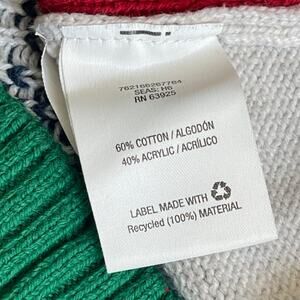 762166267764
SEAS: H6
RN 63925
60% COTTON / ALGODÓN
40% ACRYLIC / ACRÍLICO
LABEL MADE WITH
Recycled (100%) MATERIAL